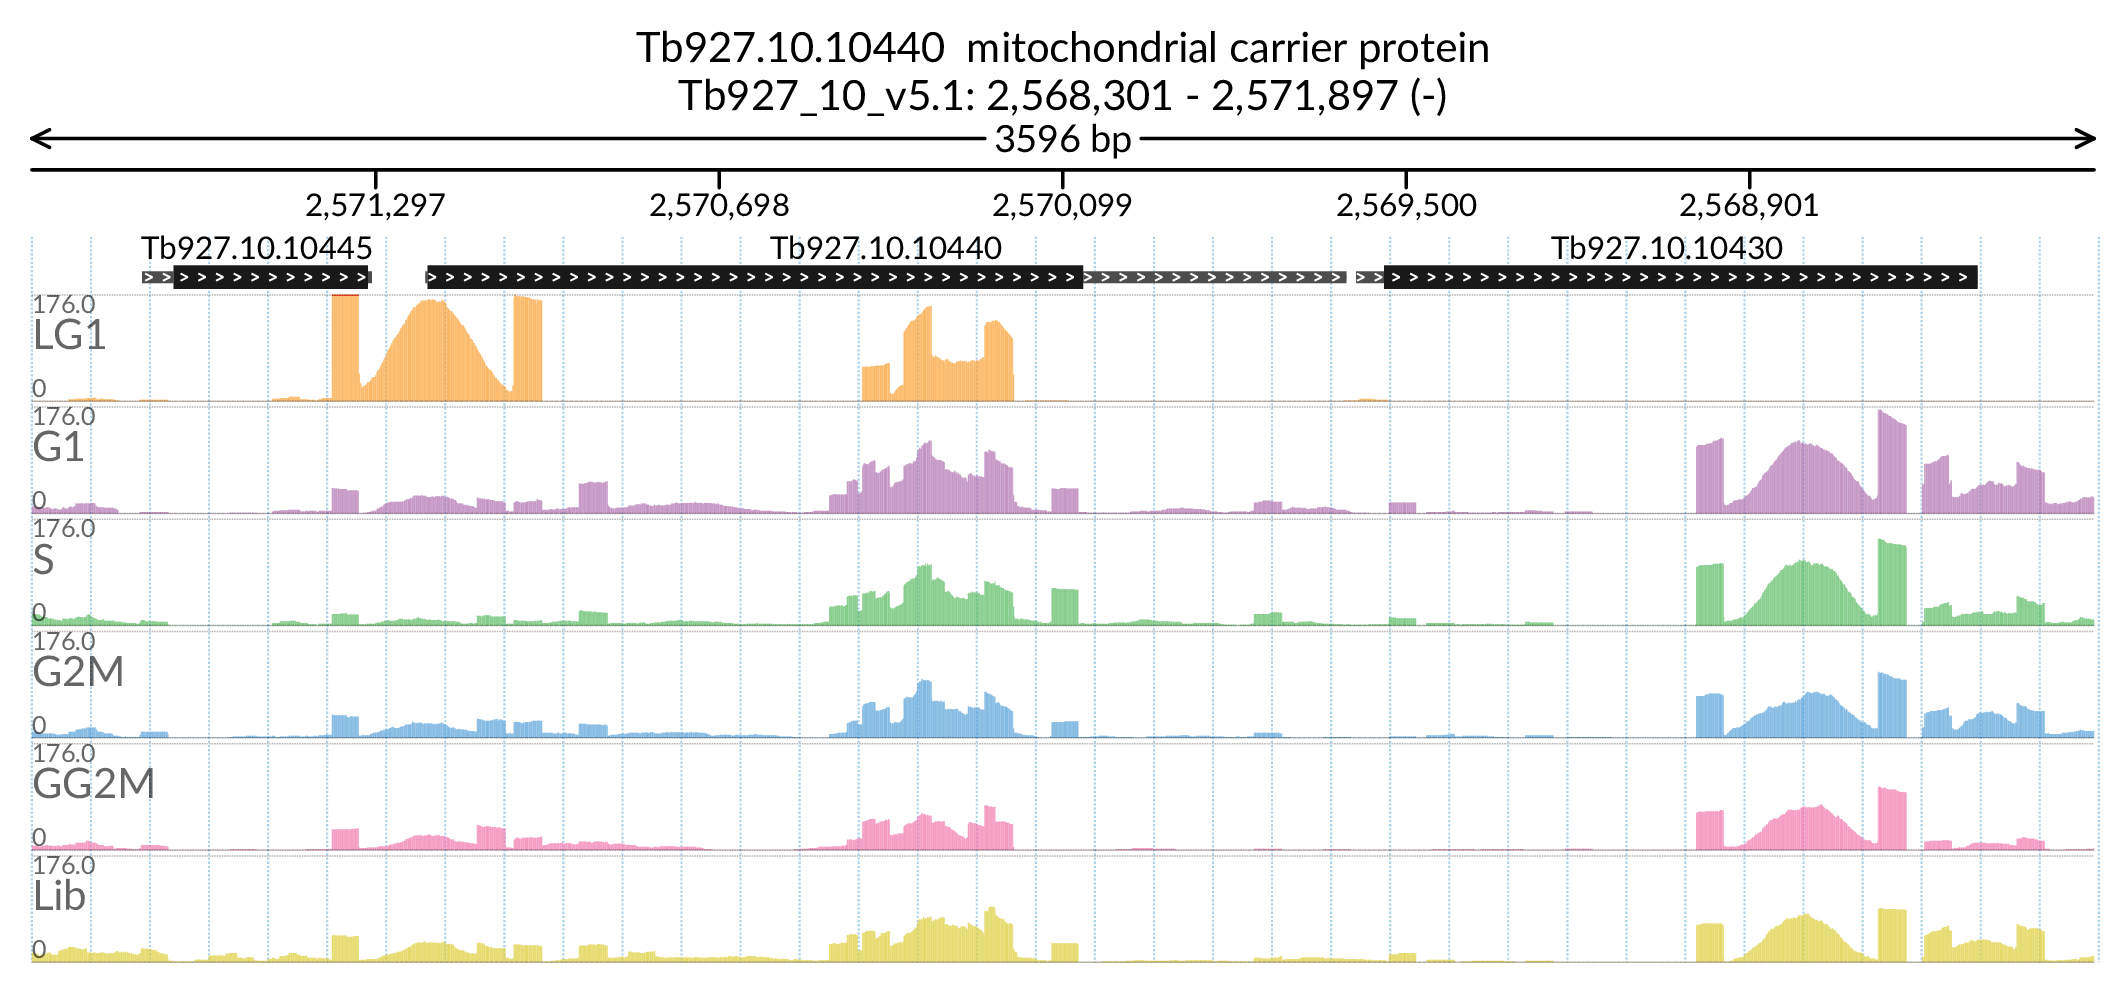 Tb927.10.10440 mitochondrial carrier protein
Tb927_10_v5.1: 2,568,301 - 2,571,897 (-)
3596 bp
2,571,297 2,570,698 2,570,099 2,569,500 2,568,901
Tb927.10.10445 Tb927.10.10440 Tb927.10.10430
176.0
LG1
0
176.0
G1
0
176.0
S
0
176.0
G2M
0
176.0
GG2M
0
176.0
Lib
0